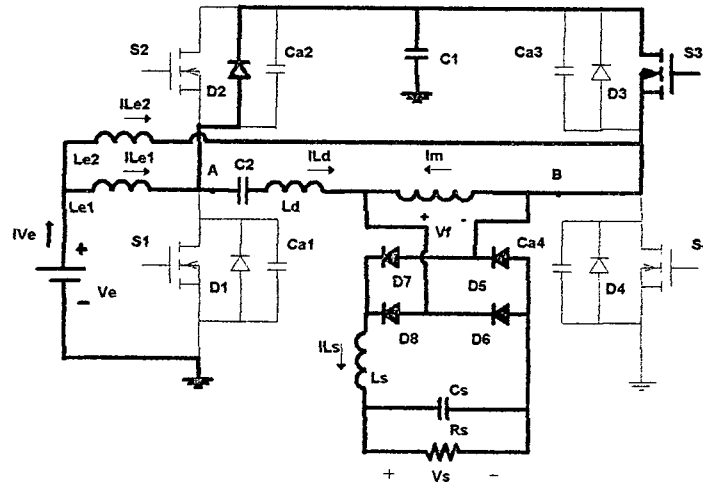 S2
Ca2
C1
Ca3
S3
D2
D3
ILe2
Le2
ILe1
A
C2
ILd
Im
B
Le1
Ld
+ Vf -
IVe
+
Ve
-
S1
Ca1
D1
Ca4
D7
D5
D4
D8
D6
ILs
Ls
Cs
Rs
+ Vs -